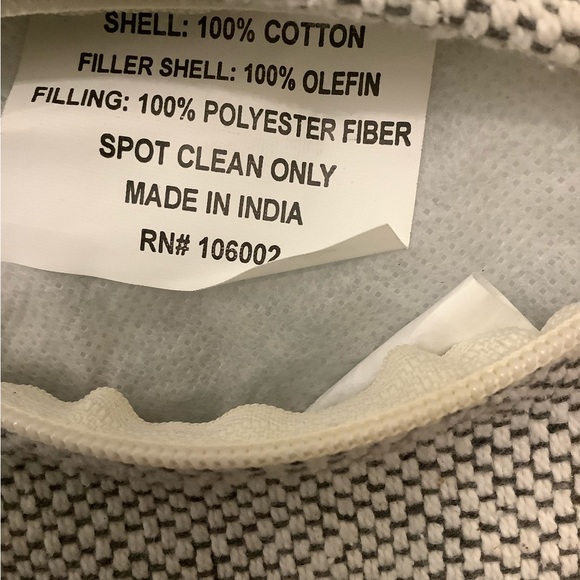 SHELL: 100% COTTON
FILLER SHELL: 100% OLEFIN
FILLING: 100% POLYESTER FIBER
SPOT CLEAN ONLY
MADE IN INDIA
RN# 106002